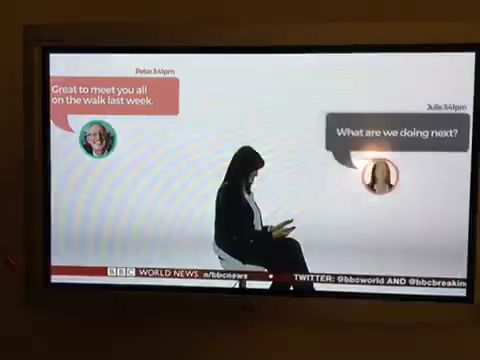 Peter 3:41pm
Great to meet you all
on the walk last week.
Julie 3:41pm
What are we doing next?
BBC WORLD NEWS n/bbcnews • TWITTER: @bbcworld AND @bbcbreakin